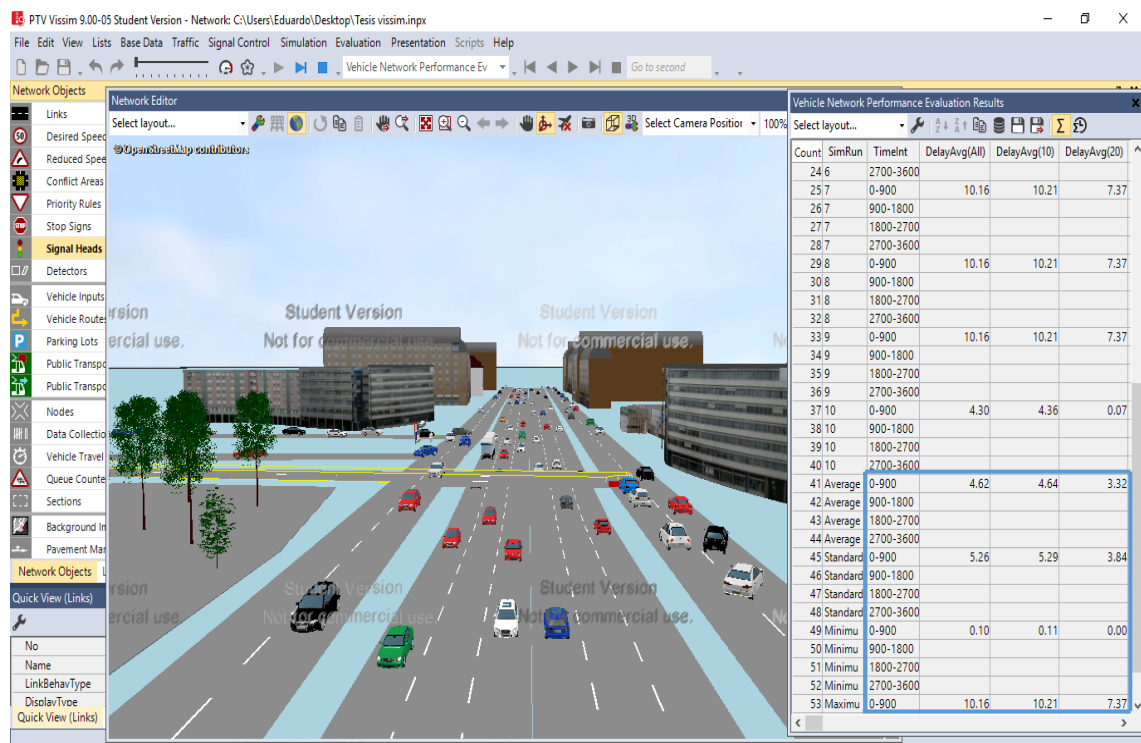 PTV Vissim 9.00-05 Student Version - Network: C:\Users\Eduardo\Desktop\Tesis vissim.inpx
File Edit View Lists Base Data Traffic Signal Control Simulation Evaluation Presentation Scripts Help
Vehicle Network Performance Ev
Go to second
Network Objects
Links
50 Desired Speed
Reduced Spee
Conflict Areas
Priority Rules
STOP Stop Signs
Signal Heads
Detectors
Vehicle Inputs
Vehicle Routes
P Parking Lots
Public Transpo
Public Transpo
Nodes
Data Collectio
Vehicle Travel
Queue Counte
Sections
Background Im
Pavement Mar
Network Objects
Quick View (Links)
No
Name
LinkBehavType
DisplayType
Quick View (Links)
Network Editor
Select layout...
3D
Select Camera Position
100%
© OpenStreetMap contributors
ersion Student Version Student Version
ercial use. Not for commercial use. Not for commercial use.
ersion Student Version Student Version
ercial use. Not for commercial use. Not for commercial use.
Vehicle Network Performance Evaluation Results
Select layout...
Count SimRun TimeInt DelayAvg(All) DelayAvg(10) DelayAvg(20)
24 6 2700-3600
25 7 0-900 10.16 10.21 7.37
26 7 900-1800
27 7 1800-2700
28 7 2700-3600
29 8 0-900 10.16 10.21 7.37
30 8 900-1800
31 8 1800-2700
32 8 2700-3600
33 9 0-900 10.16 10.21 7.37
34 9 900-1800
35 9 1800-2700
36 9 2700-3600
37 10 0-900 4.30 4.36 0.07
38 10 900-1800
39 10 1800-2700
40 10 2700-3600
41 Average 0-900 4.62 4.64 3.32
42 Average 900-1800
43 Average 1800-2700
44 Average 2700-3600
45 Standard 0-900 5.26 5.29 3.84
46 Standard 900-1800
47 Standard 1800-2700
48 Standard 2700-3600
49 Minimu 0-900 0.10 0.11 0.00
50 Minimu 900-1800
51 Minimu 1800-2700
52 Minimu 2700-3600
53 Maximu 0-900 10.16 10.21 7.37